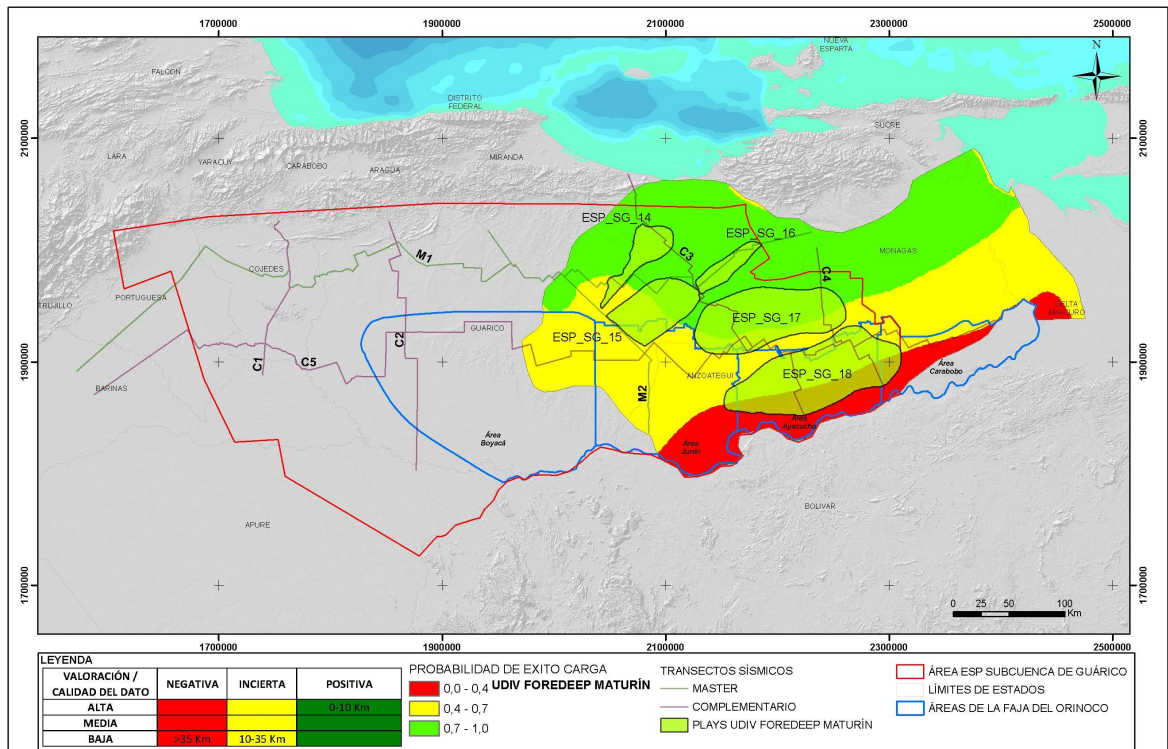 1700000 1900000 2100000 2300000 2500000
NUEVA
ESPARTA
N
FALCON
DISTRITO
FEDERAL
SUCRE
2100000 2100000
LARA YARACUY CARABOBO ARAGUA MIRANDA
ESP_SG_14
ESP_SG_16
MONAGAS
C3
M1
COJEDES
C4
PORTUGUESA
TRUJILLO
DELTA
AMACURO
ESP_SG_17
GUARICO
ESP_SG_15
C2
C1
C5
1900000 1900000
Área
Carabobo
ANZOATEGUI
ESP_SG_18
BARINAS
M2
Área
Ayacucho
Área
Boyacá
Área
Junín
BOLIVAR
APURE
1700000 1700000
0 25 50 100
Km
1700000 1900000 2100000 2300000 2500000
LEYENDA
VALORACIÓN /
CALIDAD DEL DATO
NEGATIVA INCIERTA POSITIVA
ALTA 0-10 Km
MEDIA
BAJA >35 Km 10-35 Km
PROBABILIDAD DE EXITO CARGA
UDIV FOREDEEP MATURÍN
0,0 - 0,4
0,4 - 0,7
0,7 - 1,0
TRANSECTOS SÍSMICOS
MASTER
COMPLEMENTARIO
PLAYS UDIV FOREDEEP MATURÍN
ÁREA ESP SUBCUENCA DE GUÁRICO
LÍMITES DE ESTADOS
ÁREAS DE LA FAJA DEL ORINOCO